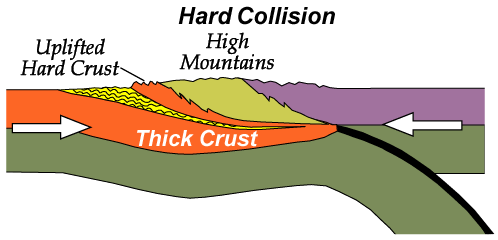 Hard Collision
Uplifted
Hard Crust
High
Mountains
Thick Crust